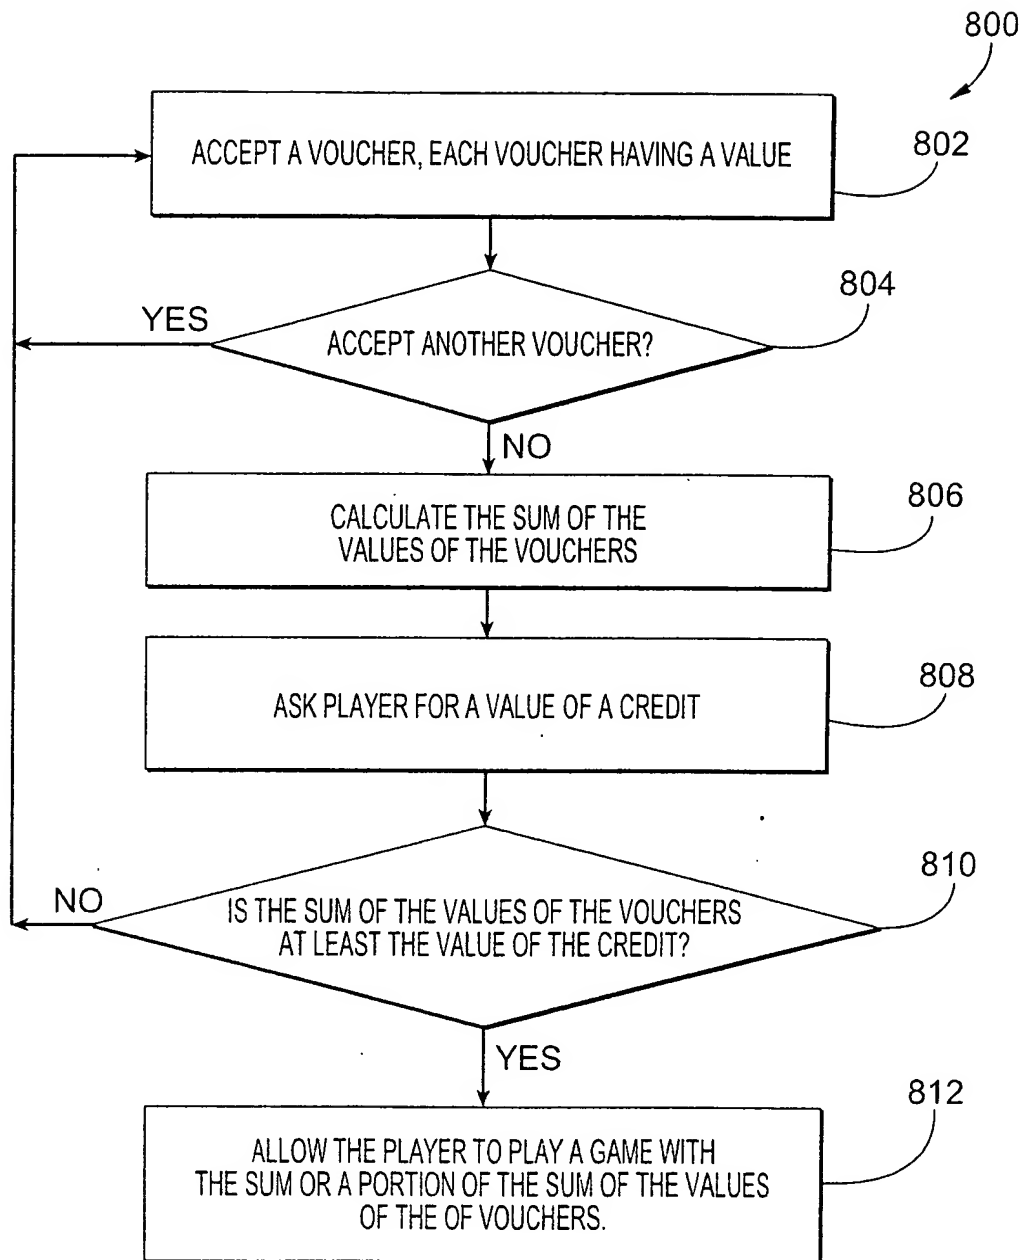 800
ACCEPT A VOUCHER, EACH VOUCHER HAVING A VALUE
802
804
YES
ACCEPT ANOTHER VOUCHER?
NO
806
CALCULATE THE SUM OF THE
VALUES OF THE VOUCHERS
808
ASK PLAYER FOR A VALUE OF A CREDIT
810
NO
IS THE SUM OF THE VALUES OF THE VOUCHERS
AT LEAST THE VALUE OF THE CREDIT?
YES
812
ALLOW THE PLAYER TO PLAY A GAME WITH
THE SUM OR A PORTION OF THE SUM OF THE VALUES
OF THE OF VOUCHERS.